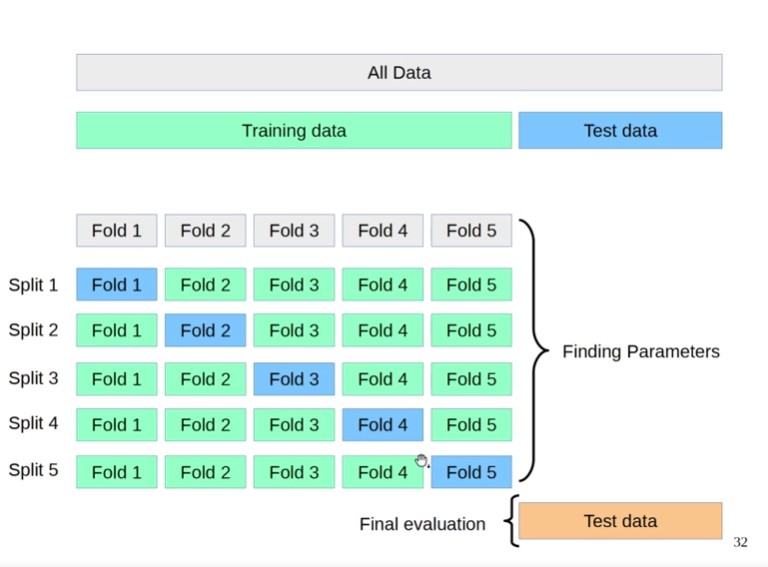 All Data
Training data Test data
Fold 1 Fold 2 Fold 3 Fold 4 Fold 5
Split 1 Fold 1 Fold 2 Fold 3 Fold 4 Fold 5
Split 2 Fold 1 Fold 2 Fold 3 Fold 4 Fold 5
Finding Parameters
Split 3 Fold 1 Fold 2 Fold 3 Fold 4 Fold 5
Split 4 Fold 1 Fold 2 Fold 3 Fold 4 Fold 5
Split 5 Fold 1 Fold 2 Fold 3 Fold 4 Fold 5
Final evaluation Test data
32